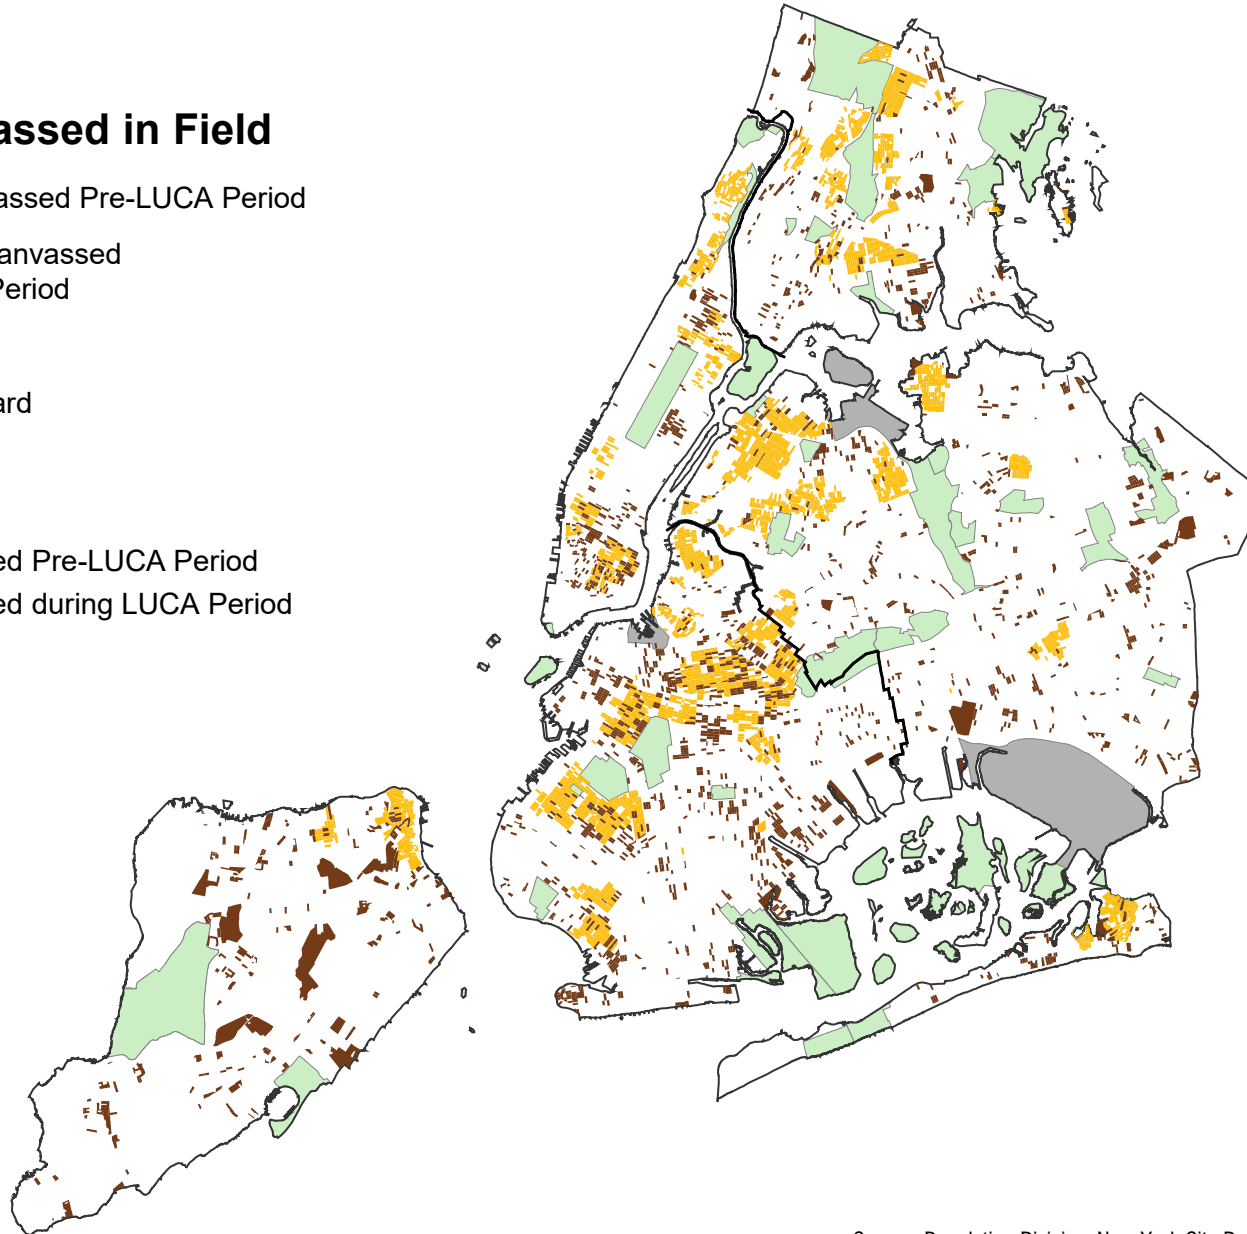 assed in Field
assed Pre-LUCA Period
anvassed
Period
ard
ed Pre-LUCA Period
ed during LUCA Period